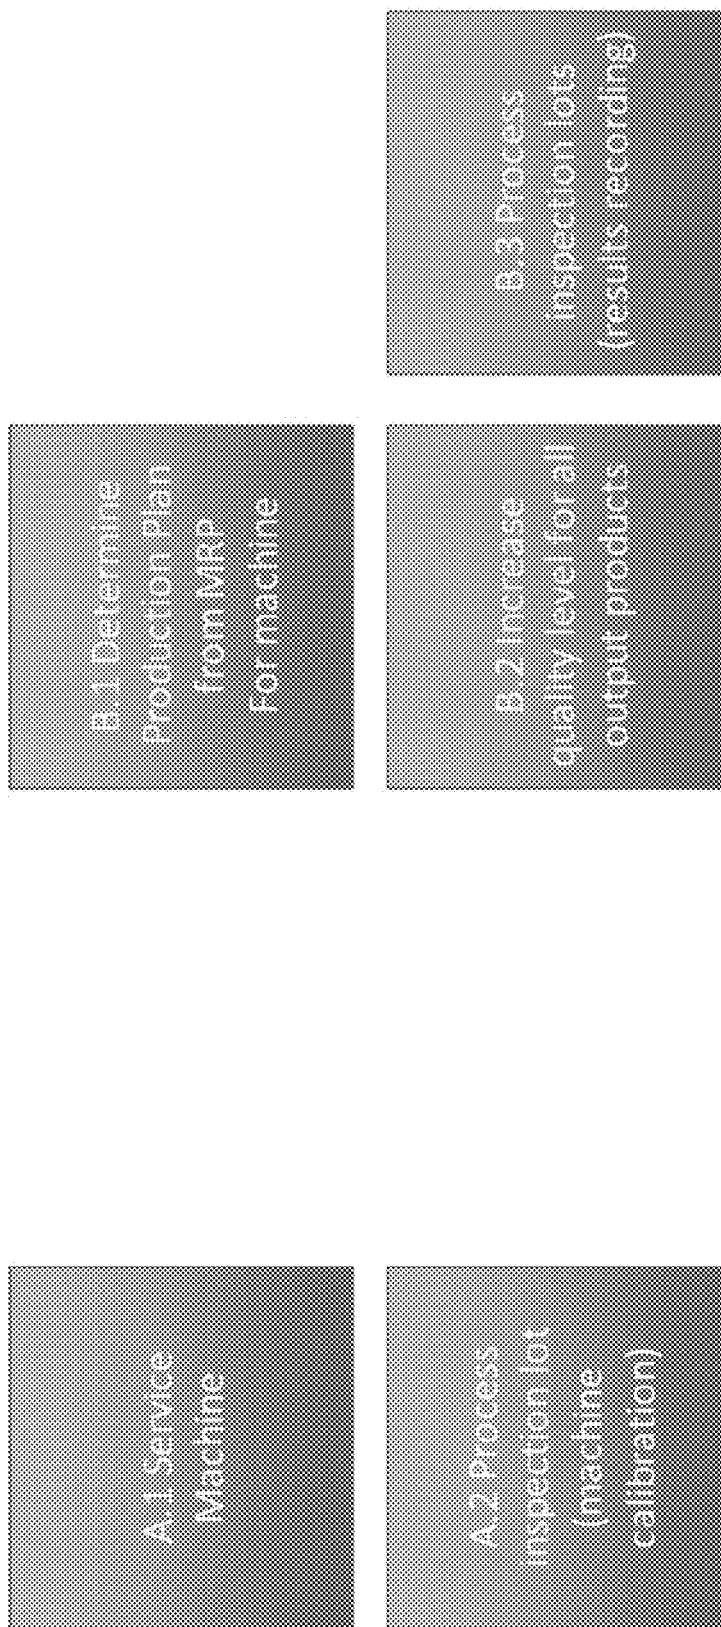 A.1 Service
Machine
A.2 Process
inspection lot
(machine
calibration)
B.1 Determine
Production Plan
from MRP
For machine
B.2 Increase
quality level for all
output products
B.3 Process
inspection lots
(results recording)